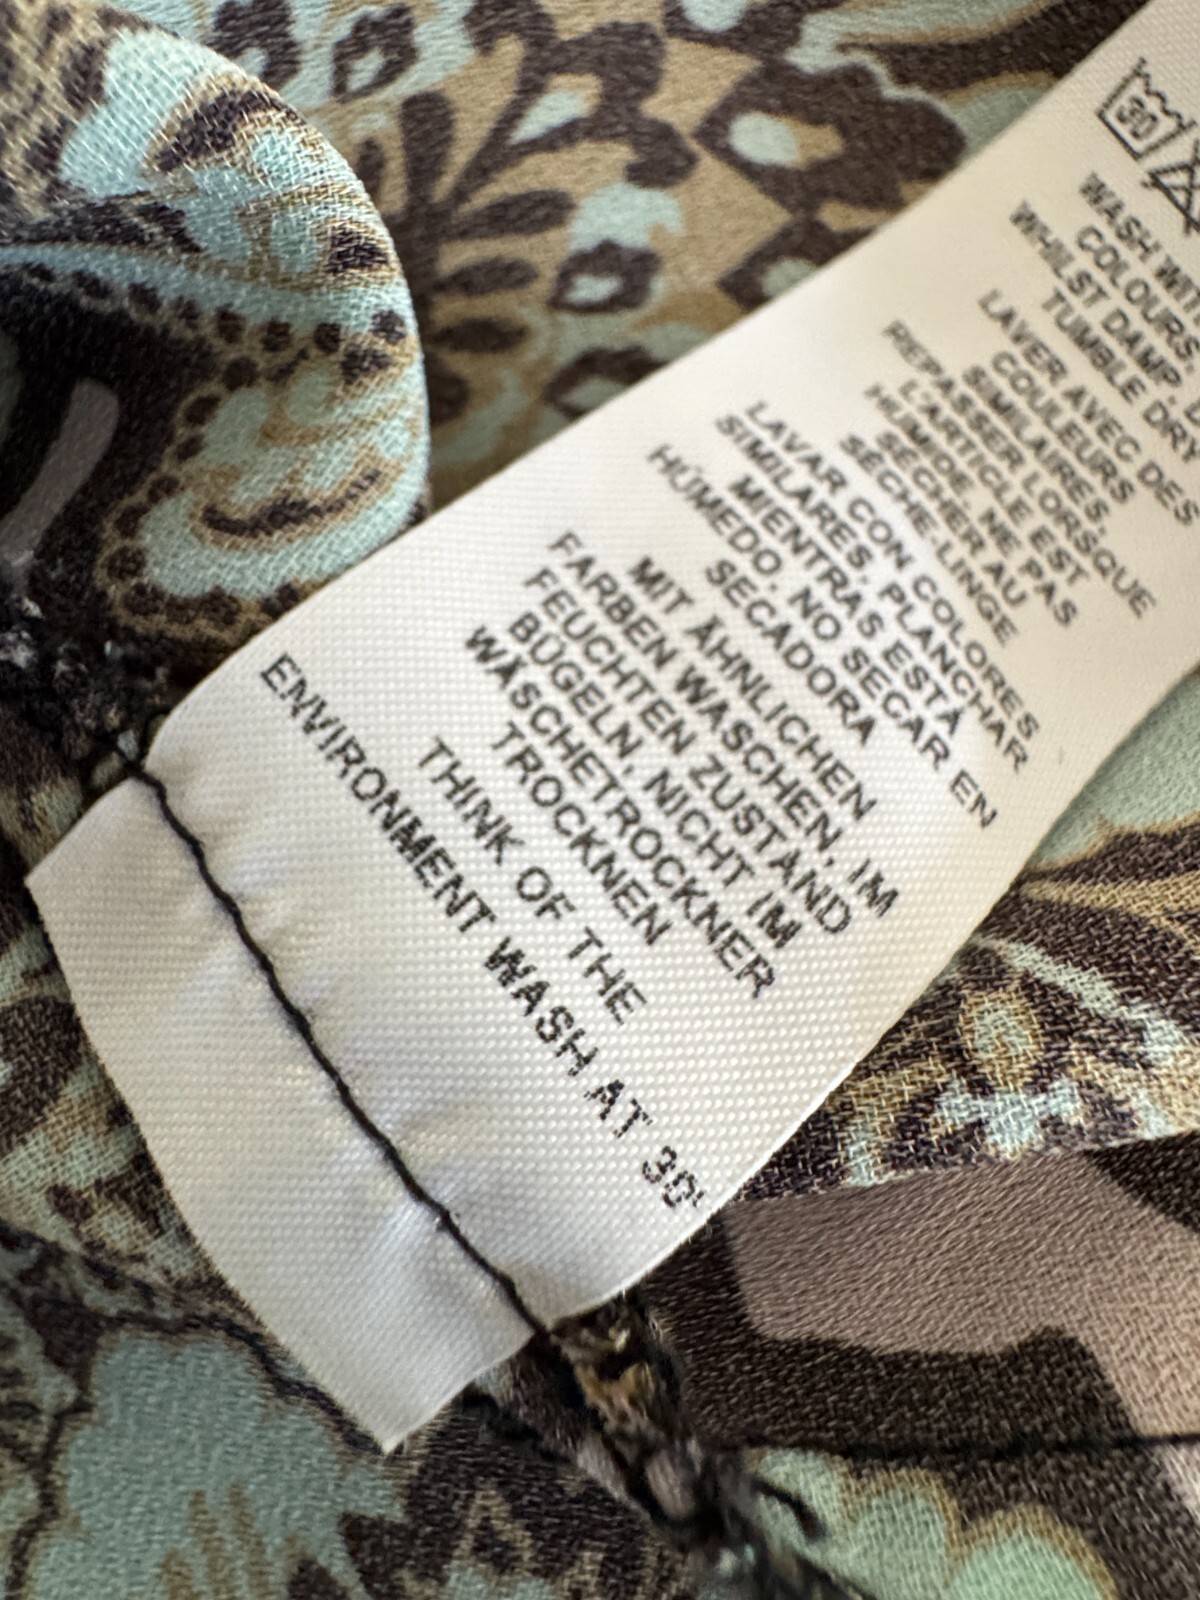 30
WASH WITH
COLOURS.
WHILST DAMP.
TUMBLE DRY
LAVER AVEC DES
COULEURS
SIMILAIRES.
REPASSER LORSQUE
L'ARTICLE EST
HUMIDE. NE PAS
SÉCHER AU
SÈCHE-LINGE
LAVAR CON COLORES
SIMILARES. PLANCHAR
MIENTRAS ESTÁ
HÚMEDO. NO SECAR EN
SECADORA
MIT ÄHNLICHEN
FARBEN WASCHEN. IM
FEUCHTEN ZUSTAND
BÜGELN. NICHT IM
WÄSCHETROCKNER
TROCKNEN
THINK OF THE
ENVIRONMENT WASH AT 30°